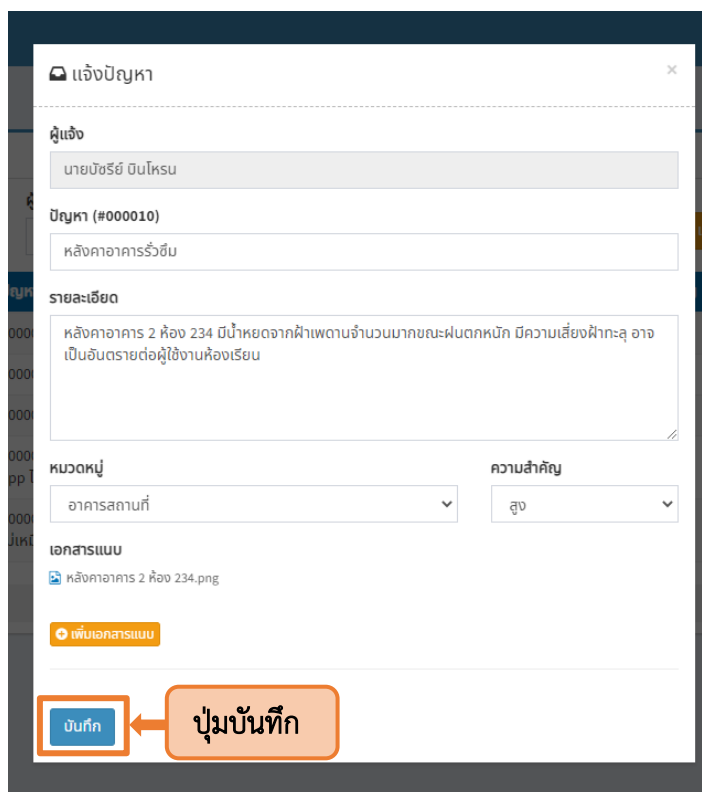 แจ้งปัญหา
×
ผู้แจ้ง
นายบัซรีย์ บินโหรน
ปัญหา (#000010)
หลังคาอาคารรั่วซึม
รายละเอียด
หลังคาอาคาร 2 ห้อง 234 มีน้ำหยดจากฝ้าเพดานจำนวนมากขณะฝนตกหนัก มีความเสี่ยงฝ้าทะลุ อาจ
เป็นอันตรายต่อผู้ใช้งานห้องเรียน
หมวดหมู่ ความสำคัญ
อาคารสถานที่ สูง
เอกสารแนบ
หลังคาอาคาร 2 ห้อง 234.png
เพิ่มเอกสารแนบ
บันทึก ปุ่มบันทึก